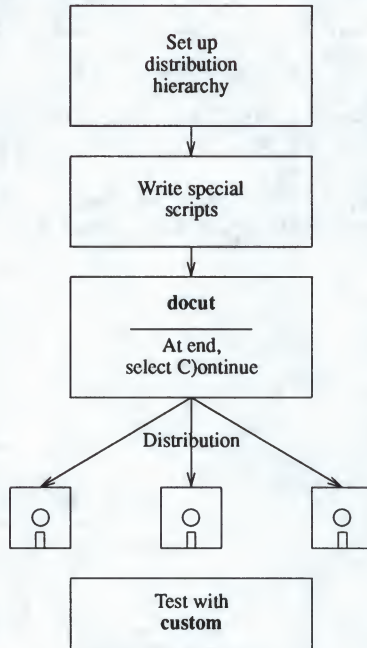 Set up
distribution
hierarchy
Write special
scripts
docut
At end,
select C)ontinue
Distribution
Test with
custom